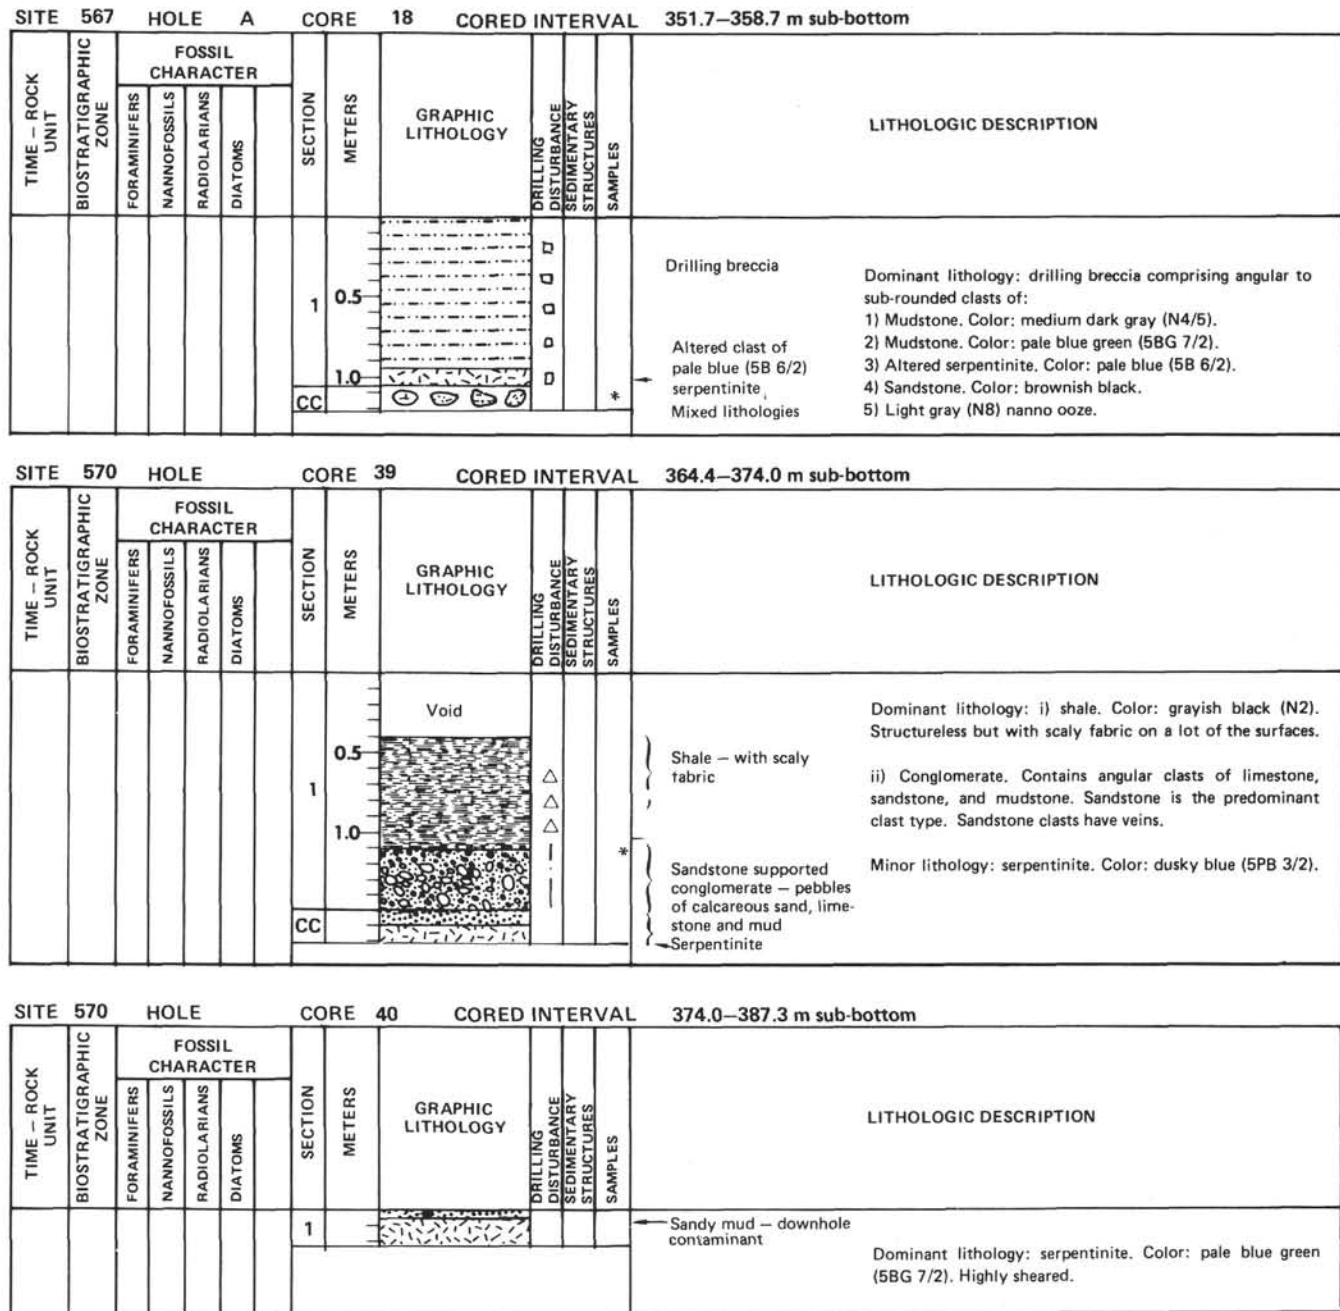 SITE 567 HOLE A CORE 18 CORED INTERVAL 351.7–358.7 m sub-bottom
TIME – ROCK
UNIT
BIOSTRATIGRAPHIC
ZONE
FOSSIL
CHARACTER
FORAMINIFERS
NANNOFOSSILS
RADIOLARIANS
DIATOMS
SECTION
METERS
GRAPHIC
LITHOLOGY
DRILLING
DISTURBANCE
SEDIMENTARY
STRUCTURES
SAMPLES
LITHOLOGIC DESCRIPTION
1
0.5
1.0
CC
*
Drilling breccia
Altered clast of
pale blue (5B 6/2)
serpentinite
Mixed lithologies
Dominant lithology: drilling breccia comprising angular to
sub-rounded clasts of:
1) Mudstone. Color: medium dark gray (N4/5).
2) Mudstone. Color: pale blue green (5BG 7/2).
3) Altered serpentinite. Color: pale blue (5B 6/2).
4) Sandstone. Color: brownish black.
5) Light gray (N8) nanno ooze.
SITE 570 HOLE CORE 39 CORED INTERVAL 364.4–374.0 m sub-bottom
TIME – ROCK
UNIT
BIOSTRATIGRAPHIC
ZONE
FOSSIL
CHARACTER
FORAMINIFERS
NANNOFOSSILS
RADIOLARIANS
DIATOMS
SECTION
METERS
GRAPHIC
LITHOLOGY
DRILLING
DISTURBANCE
SEDIMENTARY
STRUCTURES
SAMPLES
LITHOLOGIC DESCRIPTION
1
0.5
1.0
CC
Void
*
Shale – with scaly
fabric
Sandstone supported
conglomerate – pebbles
of calcareous sand, lime-
stone and mud
Serpentinite
Dominant lithology: i) shale. Color: grayish black (N2).
Structureless but with scaly fabric on a lot of the surfaces.
ii) Conglomerate. Contains angular clasts of limestone,
sandstone, and mudstone. Sandstone is the predominant
clast type. Sandstone clasts have veins.
Minor lithology: serpentinite. Color: dusky blue (5PB 3/2).
SITE 570 HOLE CORE 40 CORED INTERVAL 374.0–387.3 m sub-bottom
TIME – ROCK
UNIT
BIOSTRATIGRAPHIC
ZONE
FOSSIL
CHARACTER
FORAMINIFERS
NANNOFOSSILS
RADIOLARIANS
DIATOMS
SECTION
METERS
GRAPHIC
LITHOLOGY
DRILLING
DISTURBANCE
SEDIMENTARY
STRUCTURES
SAMPLES
LITHOLOGIC DESCRIPTION
1
Sandy mud – downhole
contaminant
Dominant lithology: serpentinite. Color: pale blue green
(5BG 7/2). Highly sheared.